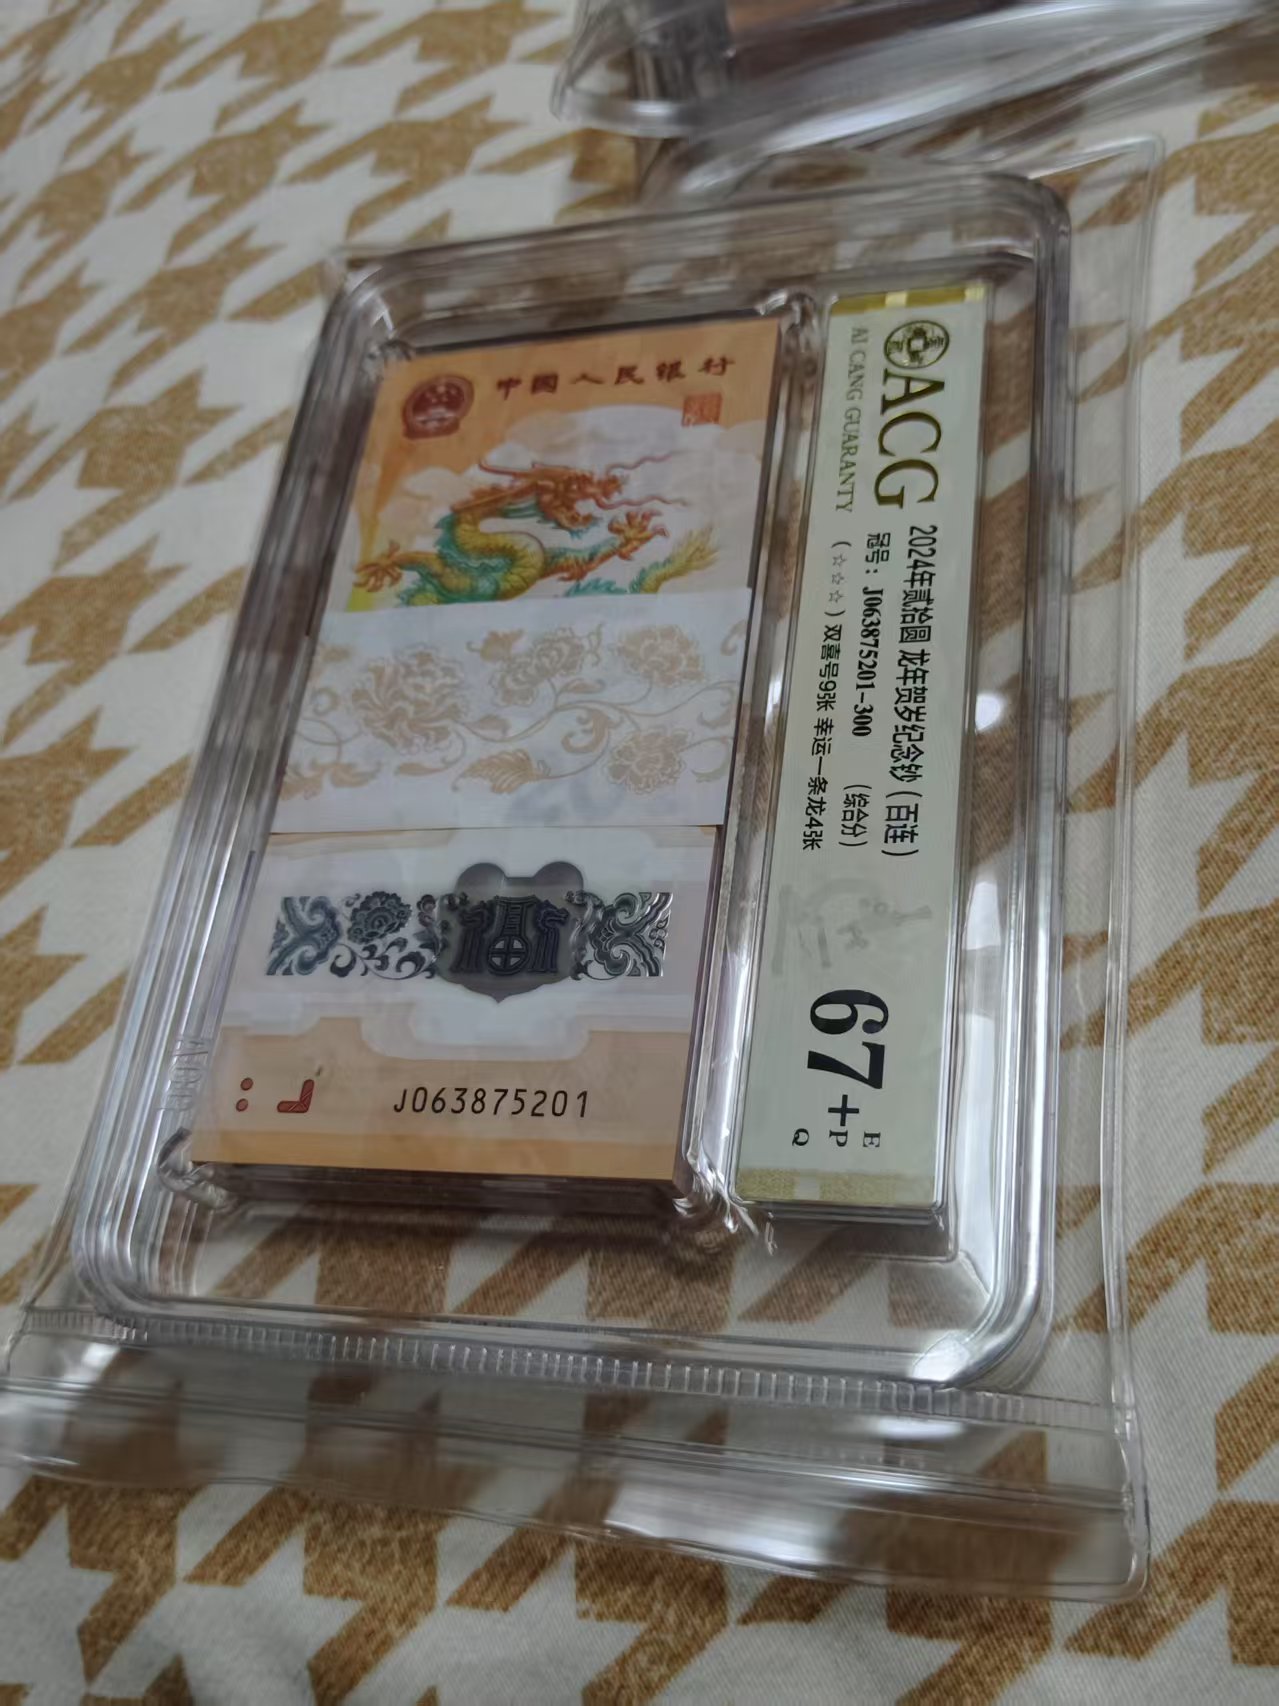 中国人民银行
J063875201
ACG
AI CANG GUARANTY
2024年贰拾圆 龙年贺岁纪念钞（百连）
冠号：J063875201-300 （综合分）
（☆☆☆）双喜号9张 幸运一条龙4张
67+
E
P
Q